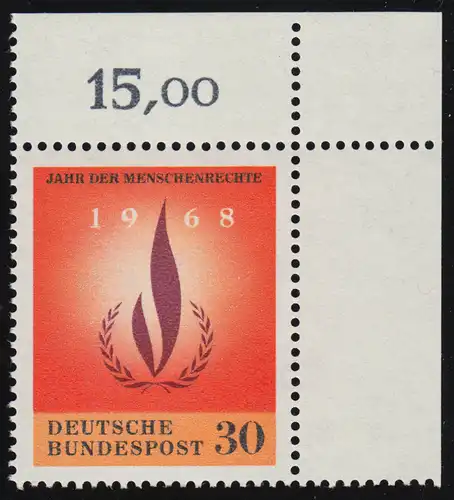 15,00
JAHR DER MENSCHENRECHTE
1968
DEUTSCHE
BUNDESPOST 30